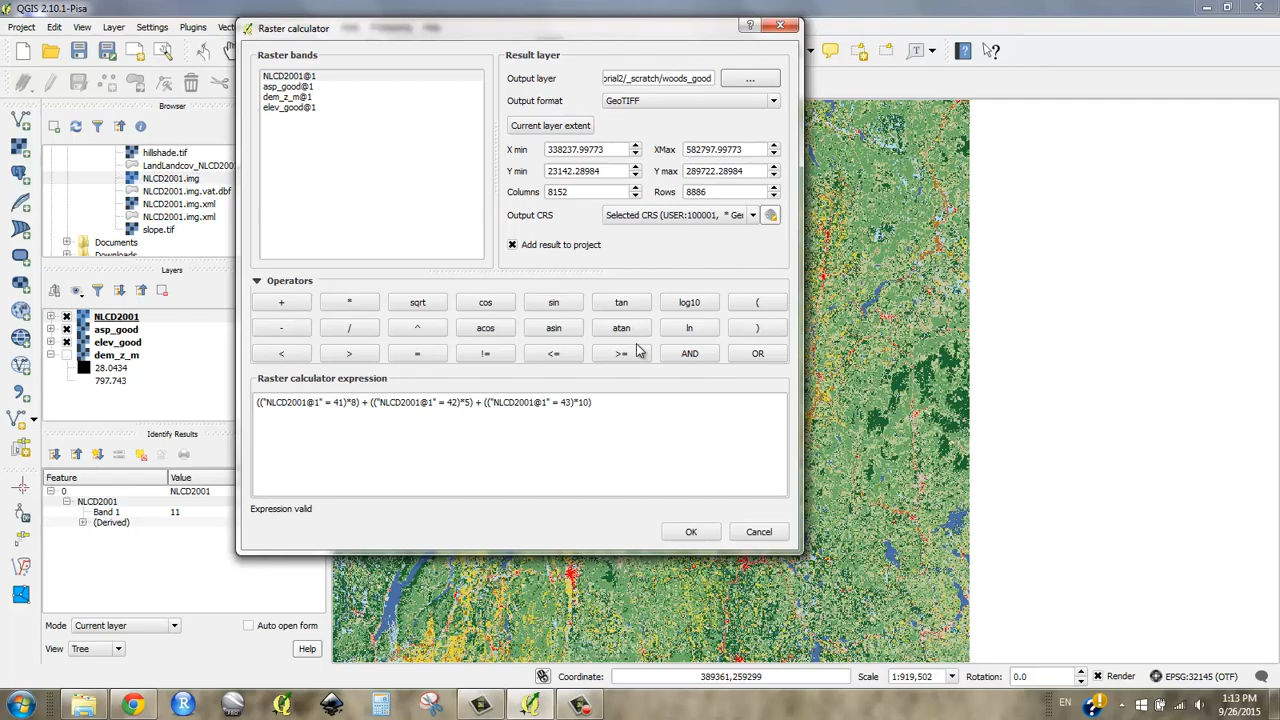 QGIS 2.10.1-Pisa
Project Edit View Layer Settings Plugins Vect
Raster calculator
Raster bands
NLCD2001@1
asp_good@1
dem_z_m@1
elev_good@1
Result layer
Output layer orial2/_scratch/woods_good ...
Output format GeoTIFF
Current layer extent
X min 338237.99773 XMax 582797.99773
Y min 23142.28984 Y max 289722.28984
Columns 8152 Rows 8886
Output CRS Selected CRS (USER:100001, * Ge
Add result to project
Operators
+ * sqrt cos sin tan log10 (
- / ^ acos asin atan ln )
< > = != <= >= AND OR
Raster calculator expression
(("NLCD2001@1" = 41)*8) + (("NLCD2001@1" = 42)*5) + (("NLCD2001@1" = 43)*10)
Expression valid
OK Cancel
Browser
hillshade.tif
LandLandcov_NLCD2001
NLCD2001.img
NLCD2001.img.vat.dbf
NLCD2001.img.xml
NLCD2001.img.xml
slope.tif
Documents
Downloads
Layers
NLCD2001
asp_good
elev_good
dem_z_m
28.0434
797.743
Identify Results
Feature Value
0 NLCD2001
NLCD2001
Band 1 11
(Derived)
Mode Current layer Auto open form
View Tree Help
Coordinate: 389361,259299 Scale 1:919,502 Rotation: 0.0 Render EPSG:32145 (OTF)
EN 1:13 PM
9/26/2015